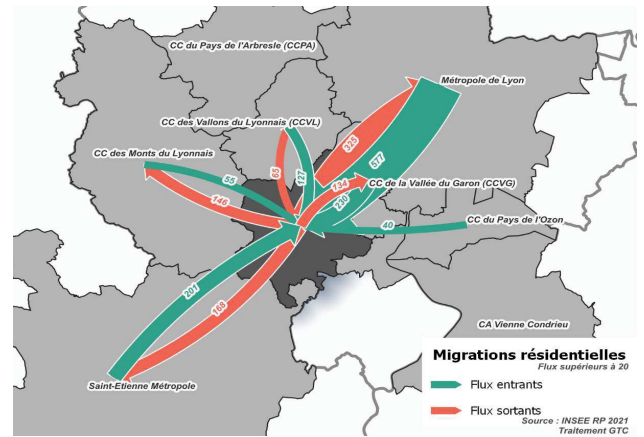 CC du Pays de l'Arbresle (CCPA)
Métropole de Lyon
CC des Vallons du Lyonnais (CCVL)
CC des Monts du Lyonnais
325
577
65
127
55
146
134
CC de la Vallée du Garon (CCVG)
230
40
CC du Pays de l'Ozon
201
168
CA Vienne Condrieu
Saint-Etienne Métropole
Migrations résidentielles
Flux supérieurs à 20
Flux entrants
Flux sortants
Source : INSEE RP 2021
Traitement GTC